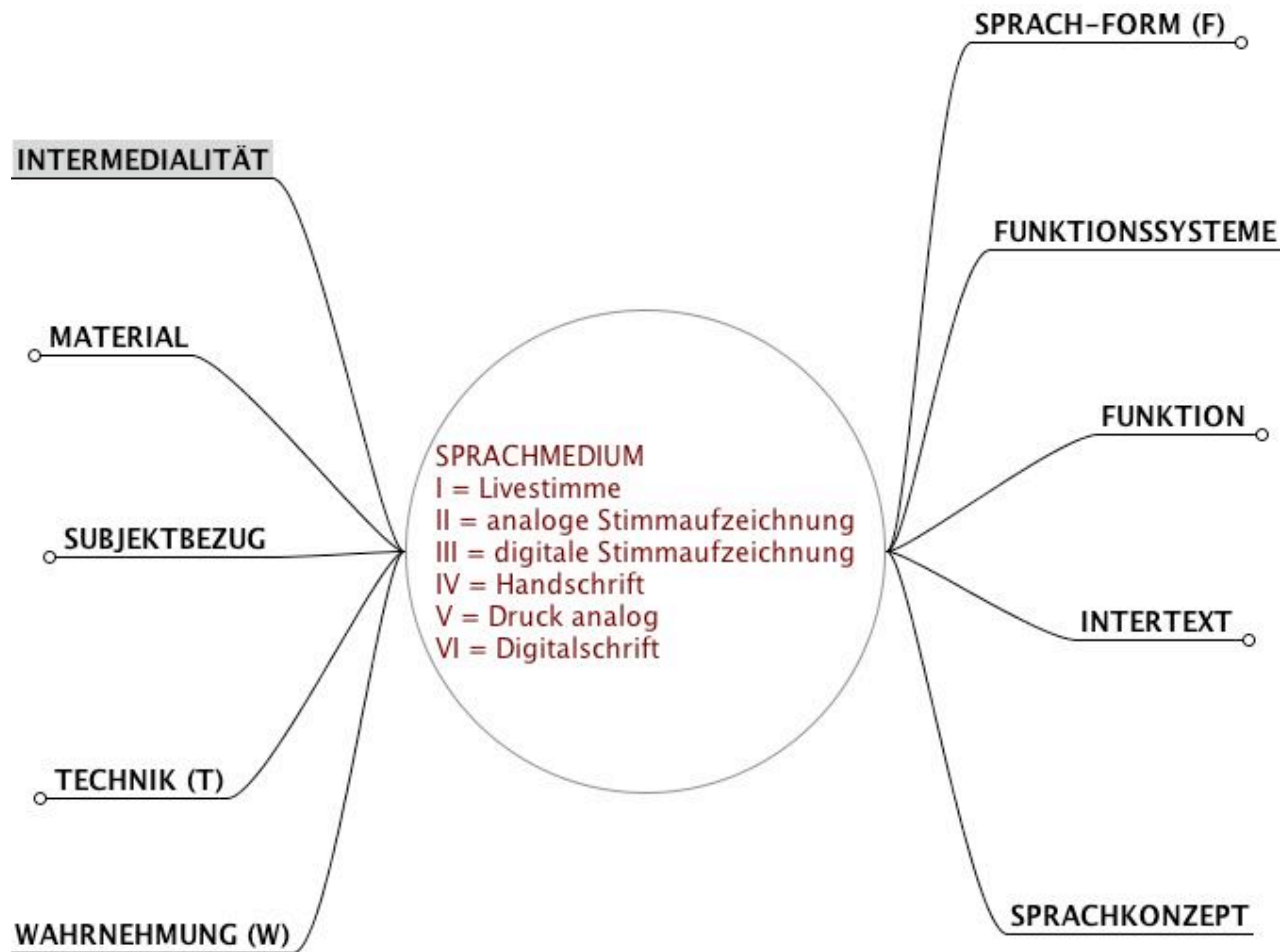 SPRACH-FORM (F)
INTERMEDIALITÄT
FUNKTIONSSYSTEME
MATERIAL
FUNKTION
SPRACHMEDIUM
I = Livestimme
II = analoge Stimmaufzeichnung
III = digitale Stimmaufzeichnung
IV = Handschrift
V = Druck analog
VI = Digitalschrift
SUBJEKTBEZUG
INTERTEXT
TECHNIK (T)
SPRACHKONZEPT
WAHRNEHMUNG (W)